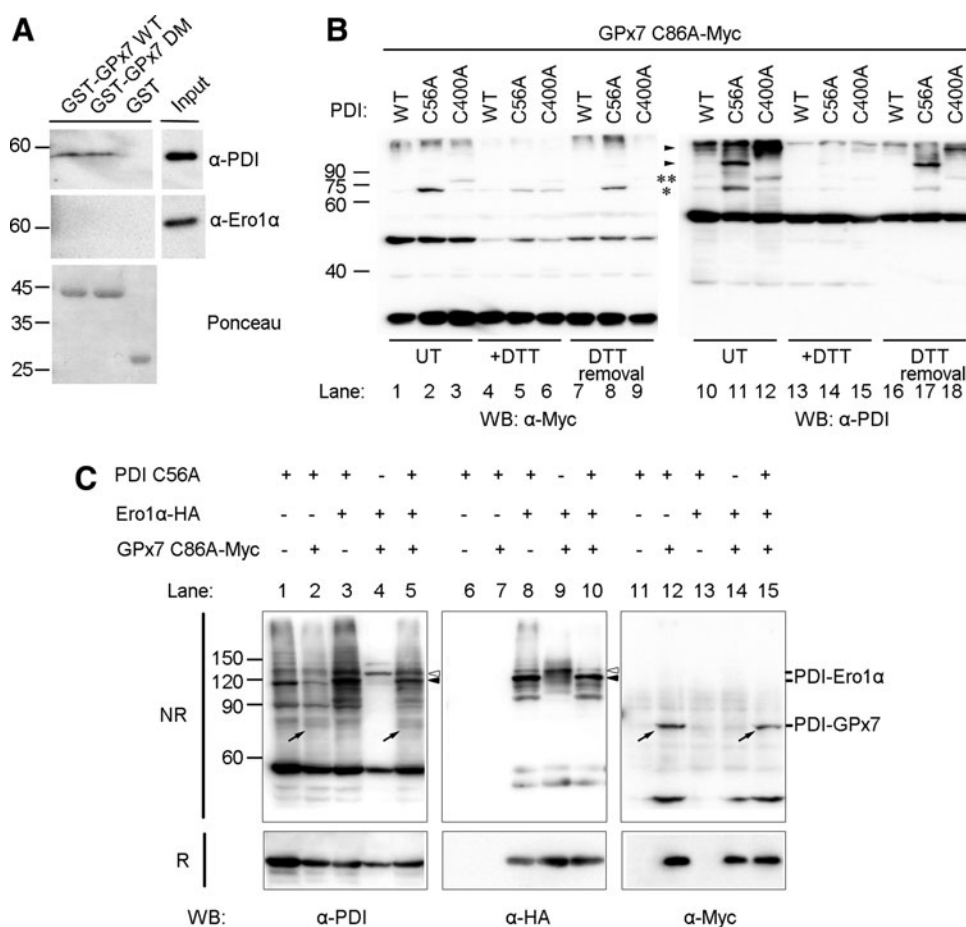 A
GST-GPx7 WT
GST-GPx7 DM
GST
Input
60
α-PDI
60
α-Ero1α
45
35
25
Ponceau
B
GPx7 C86A-Myc
PDI: WT C56A C400A WT C56A C400A WT C56A C400A WT C56A C400A WT C56A C400A WT C56A C400A
90
75
60
40
**
*
UT +DTT DTT removal UT +DTT DTT removal
Lane: 1 2 3 4 5 6 7 8 9 10 11 12 13 14 15 16 17 18
WB: α-Myc WB: α-PDI
C
PDI C56A + + + - + + + + - + + + + - +
Ero1α-HA - - + + + - - + + + - - + + +
GPx7 C86A-Myc - + - + + - + - + + - + - + +
Lane: 1 2 3 4 5 6 7 8 9 10 11 12 13 14 15
NR
150
120
90
60
PDI-Ero1α
PDI-GPx7
R
WB: α-PDI α-HA α-Myc